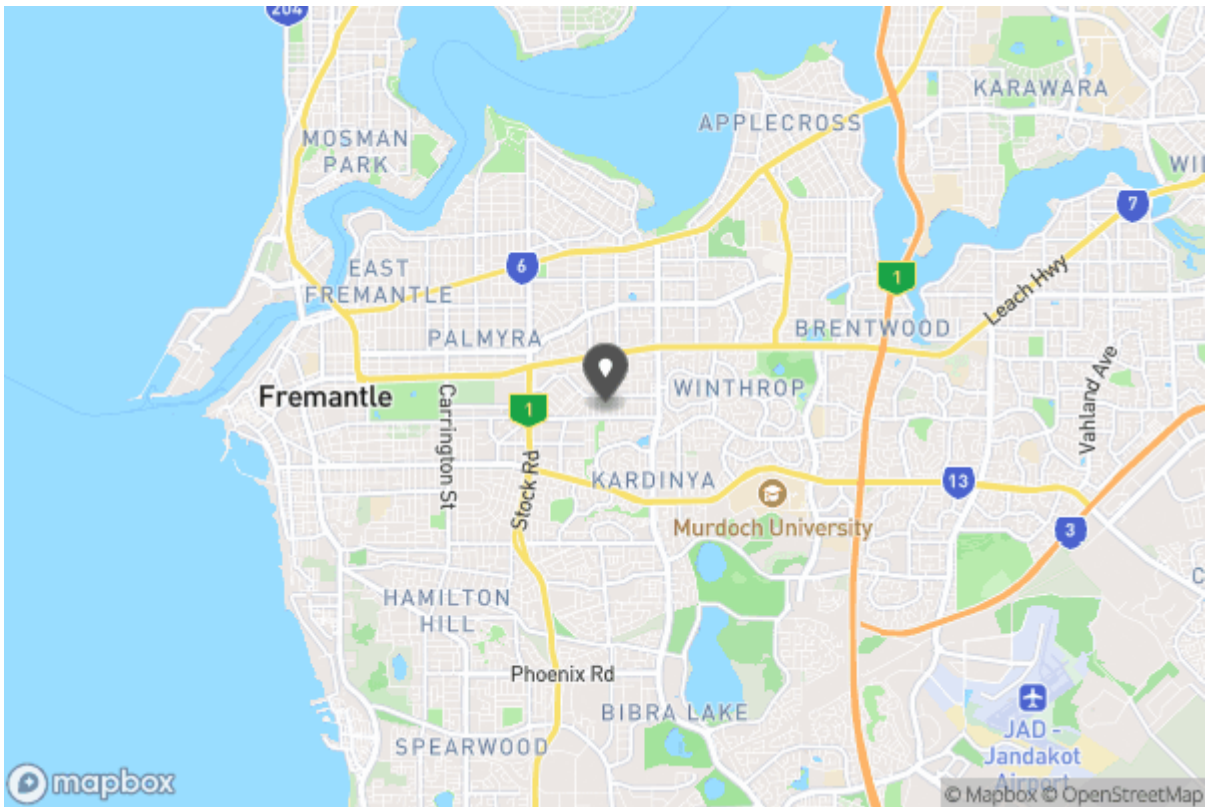 204
KARAWARA
APPLECROSS
MOSMAN
PARK
WI
7
6
EAST
FREMANTLE
1
Leach Hwy
BRENTWOOD
PALMYRA
WINTHROP
Fremantle
1
Carrington St
Stock Rd
Vahland Ave
KARDINYA
13
Murdoch University
3
C
HAMILTON
HILL
Phoenix Rd
BIBRA LAKE
SPEARWOOD
JAD -
Jandakot
Airport
mapbox
© Mapbox © OpenStreetMap